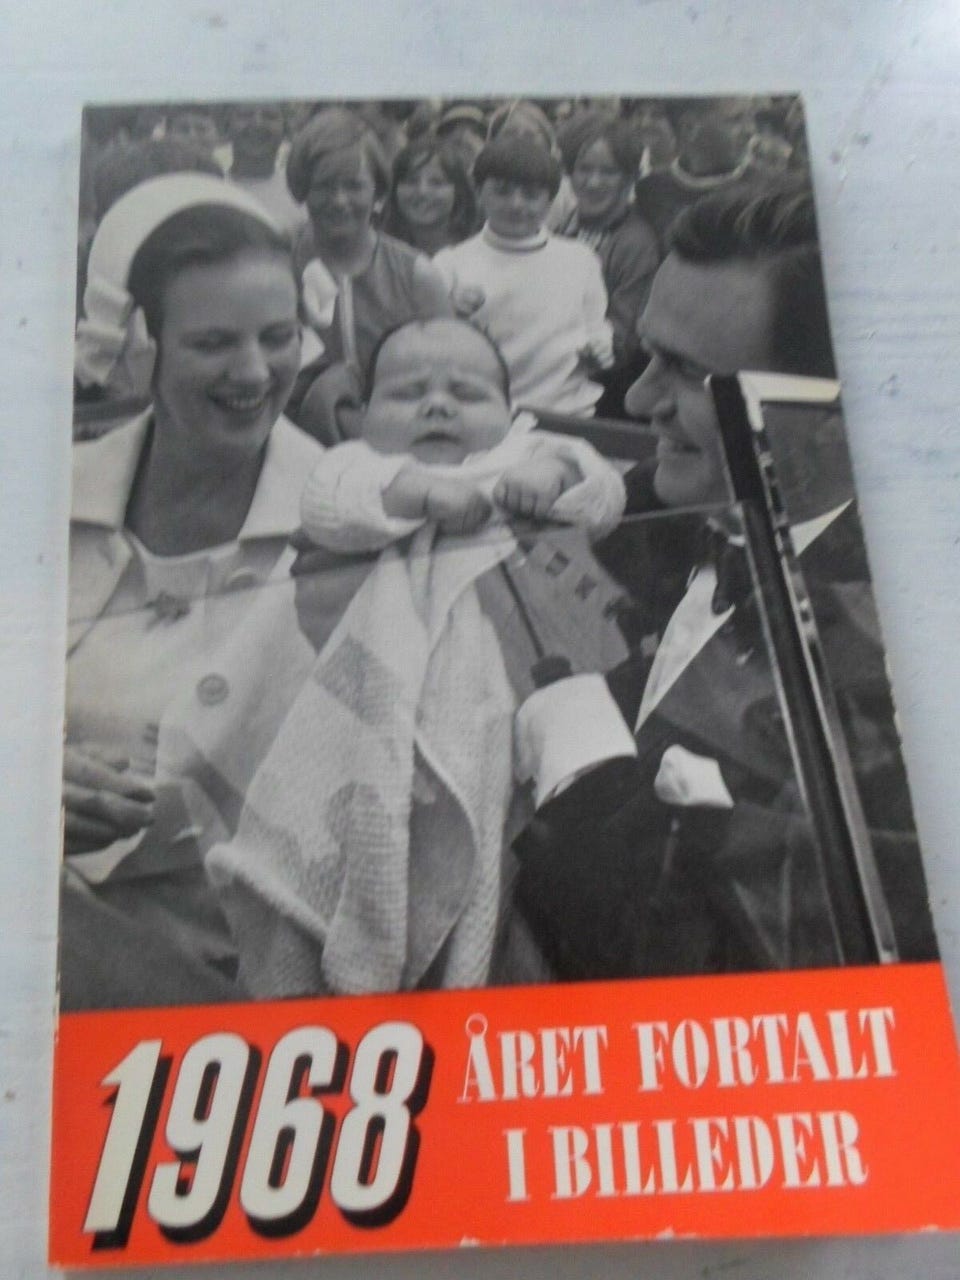 1968
ÅRET FORTALT
I BILLEDER